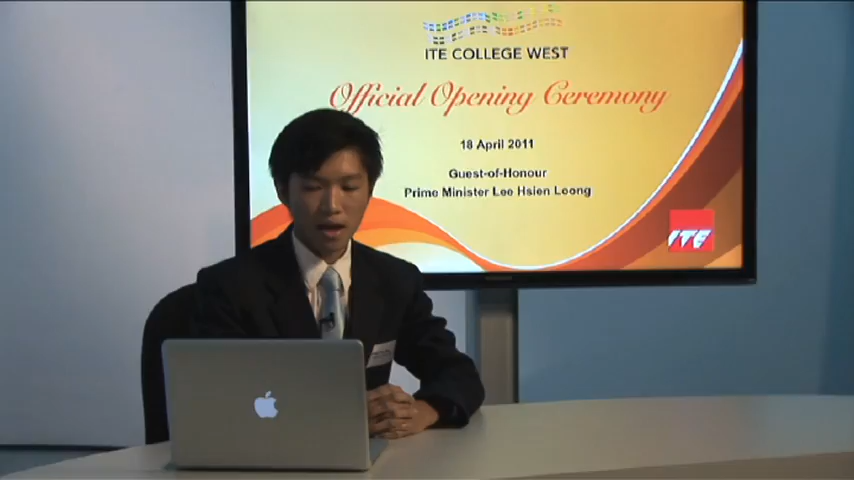 ITE COLLEGE WEST
Official Opening Ceremony
18 April 2011
Guest-of-Honour
Prime Minister Lee Hsien Loong
ITE